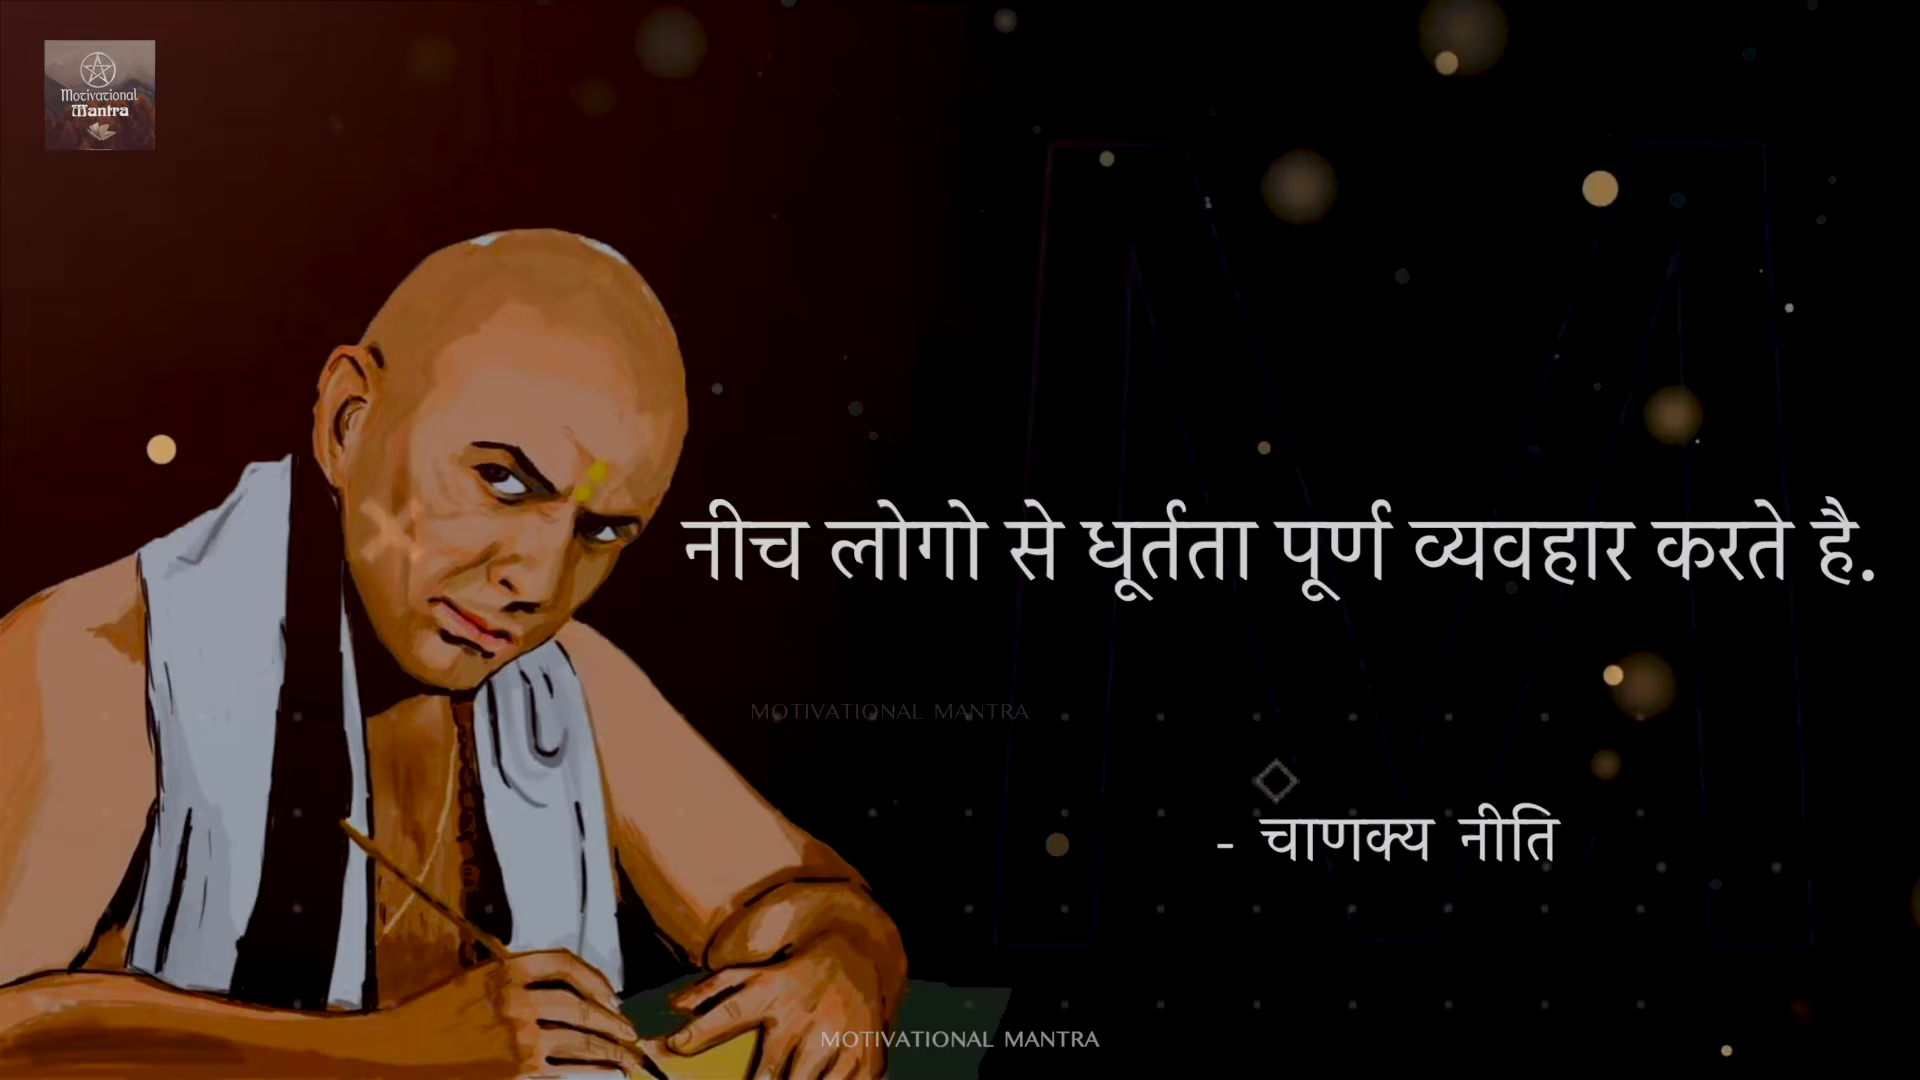 Motivational
Mantra
नीच लोगो से धूर्तता पूर्ण व्यवहार करते है.
MOTIVATIONAL MANTRA
- चाणक्य नीति
MOTIVATIONAL MANTRA